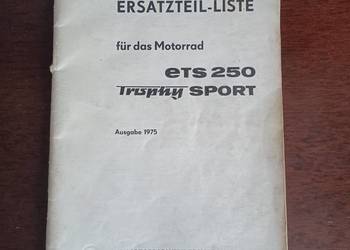 ERSATZTEIL-LISTE
für das Motorrad
eTS 250
Trophy SPORT
Ausgabe 1975